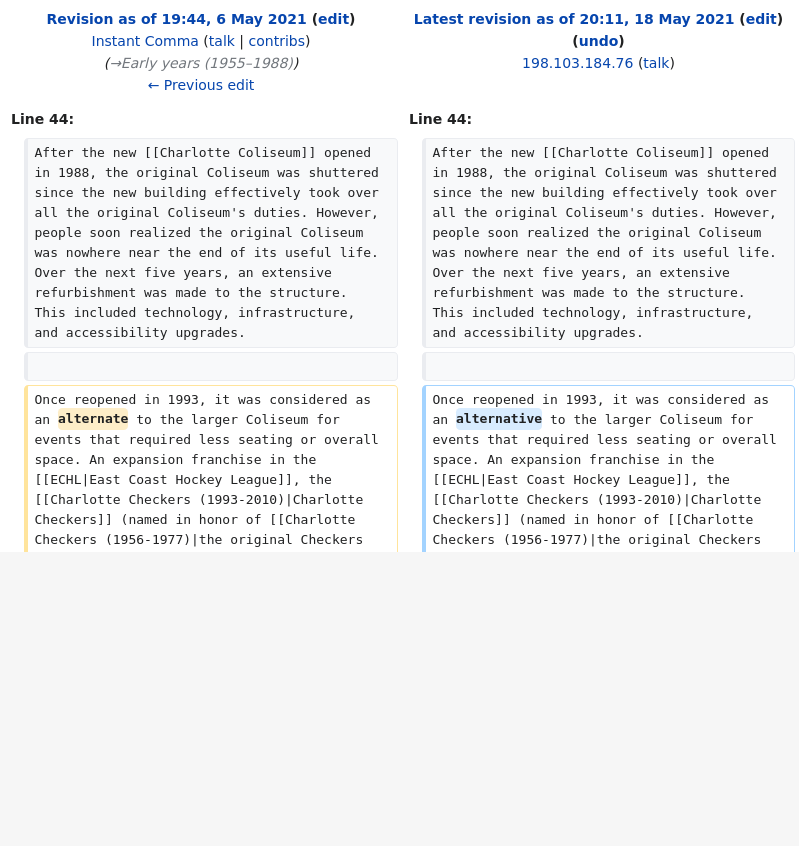 Revision as of 19:44, 6 May 2021 (edit)
Instant Comma (talk | contribs)
(→Early years (1955–1988))
← Previous edit
Latest revision as of 20:11, 18 May 2021 (edit)
(undo)
198.103.184.76 (talk)
Line 44:
After the new [[Charlotte Coliseum]] opened
in 1988, the original Coliseum was shuttered
since the new building effectively took over
all the original Coliseum's duties. However,
people soon realized the original Coliseum
was nowhere near the end of its useful life.
Over the next five years, an extensive
refurbishment was made to the structure.
This included technology, infrastructure,
and accessibility upgrades.
Once reopened in 1993, it was considered as
an alternate to the larger Coliseum for
events that required less seating or overall
space. An expansion franchise in the
[[ECHL|East Coast Hockey League]], the
[[Charlotte Checkers (1993-2010)|Charlotte
Checkers]] (named in honor of [[Charlotte
Checkers (1956-1977)|the original Checkers
Line 44:
After the new [[Charlotte Coliseum]] opened
in 1988, the original Coliseum was shuttered
since the new building effectively took over
all the original Coliseum's duties. However,
people soon realized the original Coliseum
was nowhere near the end of its useful life.
Over the next five years, an extensive
refurbishment was made to the structure.
This included technology, infrastructure,
and accessibility upgrades.
Once reopened in 1993, it was considered as
an alternative to the larger Coliseum for
events that required less seating or overall
space. An expansion franchise in the
[[ECHL|East Coast Hockey League]], the
[[Charlotte Checkers (1993-2010)|Charlotte
Checkers]] (named in honor of [[Charlotte
Checkers (1956-1977)|the original Checkers